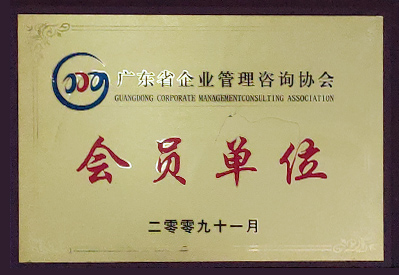 广东省企业管理咨询协会
GUANGDONG CORPORATE MANAGEMENTCONSULTING ASSOCIATION
会员单位
二零零九十一月